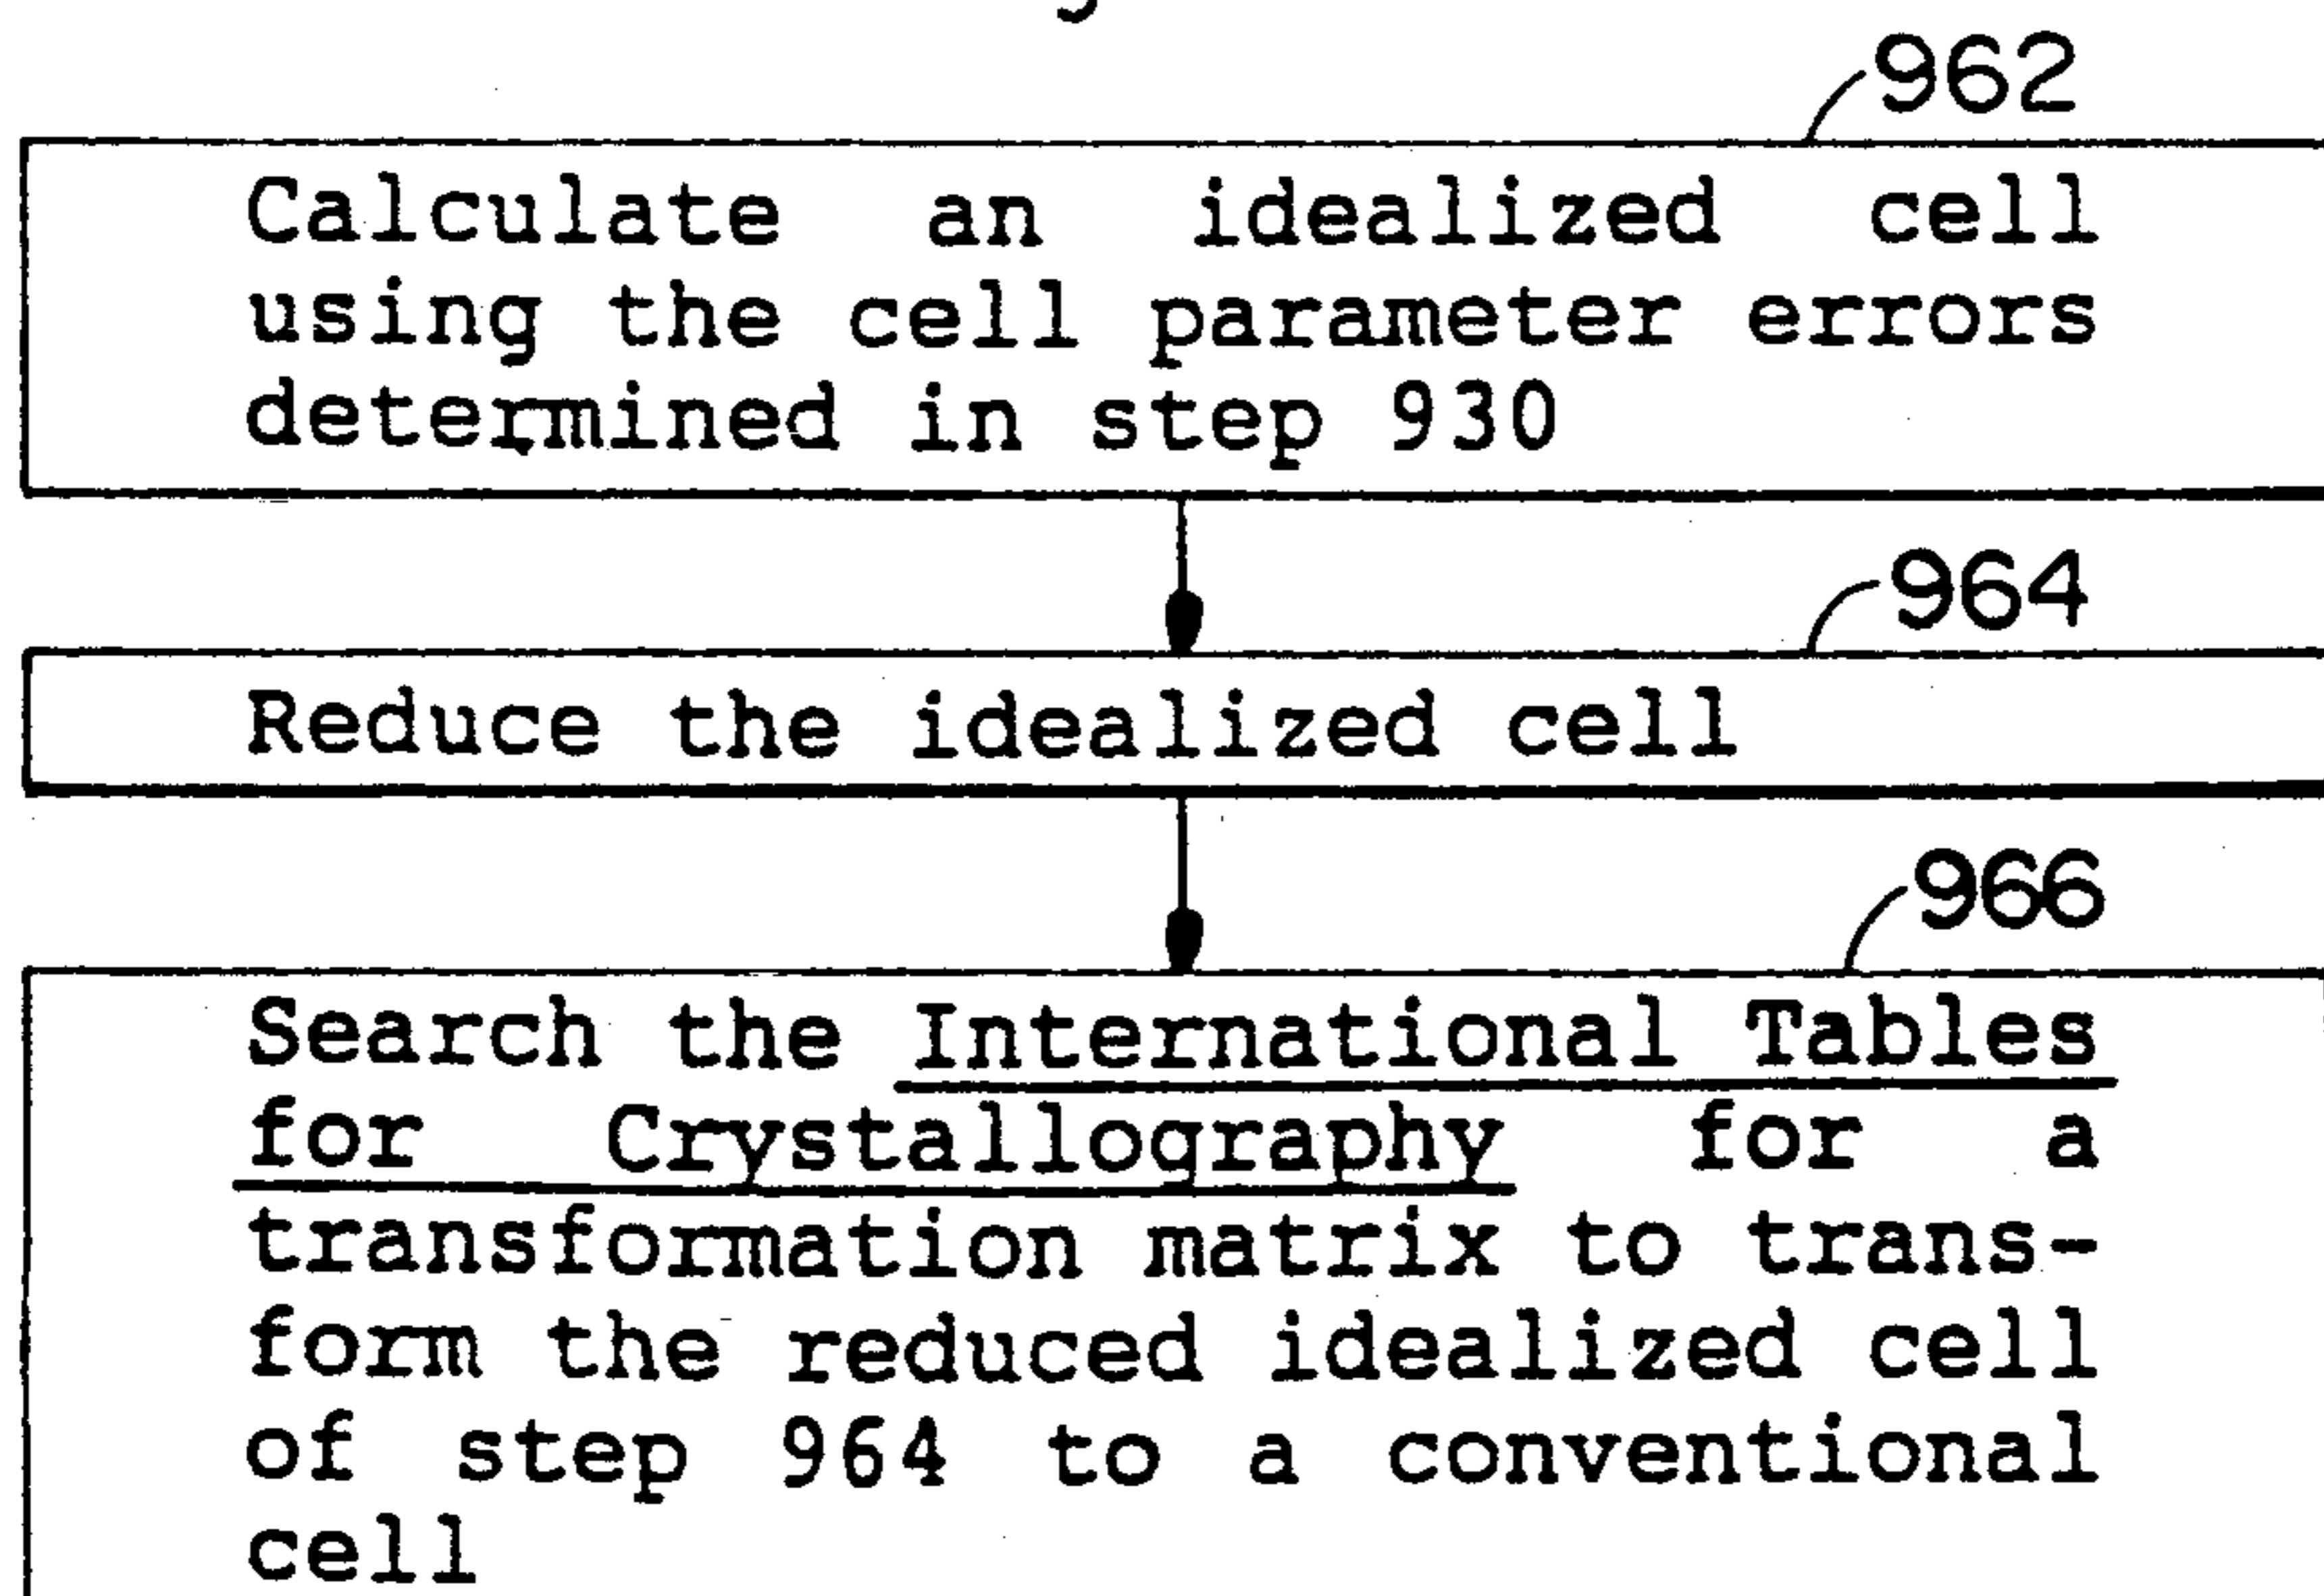 962
Calculate an idealized cell
using the cell parameter errors
determined in step 930
964
Reduce the idealized cell
966
Search the International Tables
for Crystallography for a
transformation matrix to trans-
form the reduced idealized cell
of step 964 to a conventional
cell